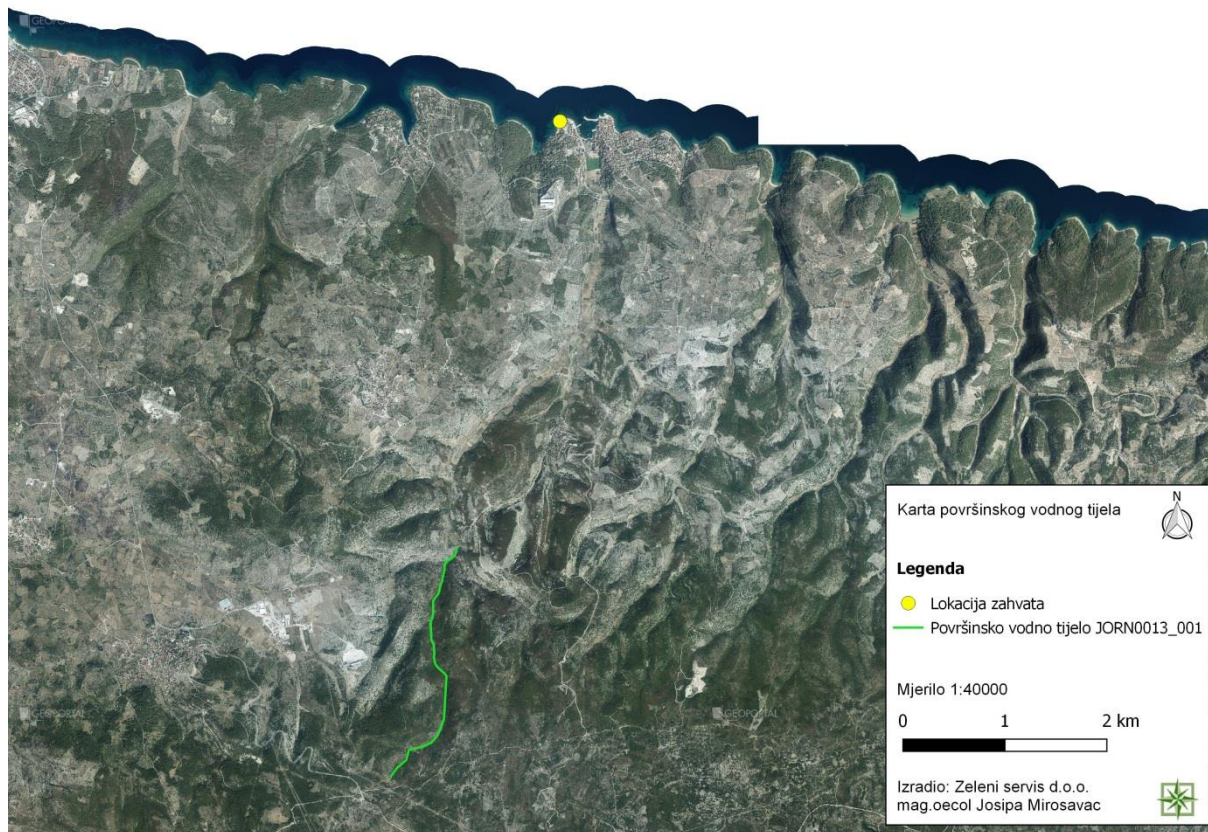 GEOPORTAL
Karta površinskog vodnog tijela
N
Legenda
Lokacija zahvata
Površinsko vodno tijelo JORN0013_001
Mjerilo 1:40000
0 1 2 km
GEOPORTAL
GEOPORTAL
Izradio: Zeleni servis d.o.o.
mag.oecol Josipa Mirosavac